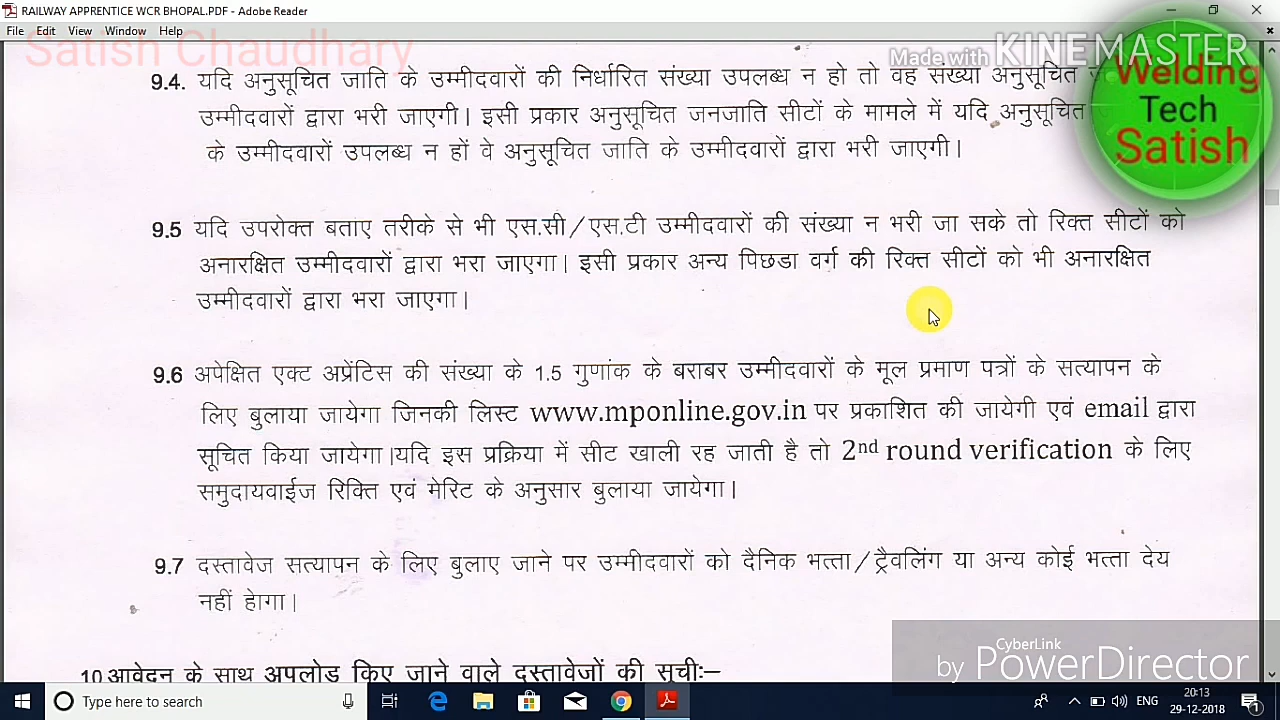 RAILWAY APPRENTICE WCR BHOPAL.PDF - Adobe Reader
File Edit View Window Help
Satish Chaudhary
Made with KINEMASTER
Welding
Tech
Satish
9.4. यदि अनुसूचित जाति के उम्मीदवारों की निर्धारित संख्या उपलब्ध न हो तो वह संख्या अनुसूचित
उम्मीदवारों द्वारा भरी जाएगी। इसी प्रकार अनुसूचित जनजाति सीटों के मामले में यदि अनुसूचित
के उम्मीदवारों उपलब्ध न हों वे अनुसूचित जाति के उम्मीदवारों द्वारा भरी जाएगी।
9.5 यदि उपरोक्त बताए तरीके से भी एस.सी/एस.टी उम्मीदवारों की संख्या न भरी जा सके तो रिक्त सीटों को
अनारक्षित उम्मीदवारों द्वारा भरा जाएगा। इसी प्रकार अन्य पिछडा वर्ग की रिक्त सीटों को भी अनारक्षित
उम्मीदवारों द्वारा भरा जाएगा।
9.6 अपेक्षित एक्ट अप्रेंटिस की संख्या के 1.5 गुणांक के बराबर उम्मीदवारों के मूल प्रमाण पत्रों के सत्यापन के
लिए बुलाया जायेगा जिनकी लिस्ट www.mponline.gov.in पर प्रकाशित की जायेगी एवं email द्वारा
सूचित किया जायेगा।यदि इस प्रक्रिया में सीट खाली रह जाती है तो 2nd round verification के लिए
समुदायवाईज रिक्ति एवं मेरिट के अनुसार बुलाया जायेगा।
9.7 दस्तावेज सत्यापन के लिए बुलाए जाने पर उम्मीदवारों को दैनिक भत्ता/ट्रैवलिंग या अन्य कोई भत्ता देय
नहीं हेागा।
10.आवेदन के साथ अपलोड किए जाने वाले दस्तावेजों की सूचीः–
CyberLink
by PowerDirector
Type here to search
ENG
20:13
29-12-2018